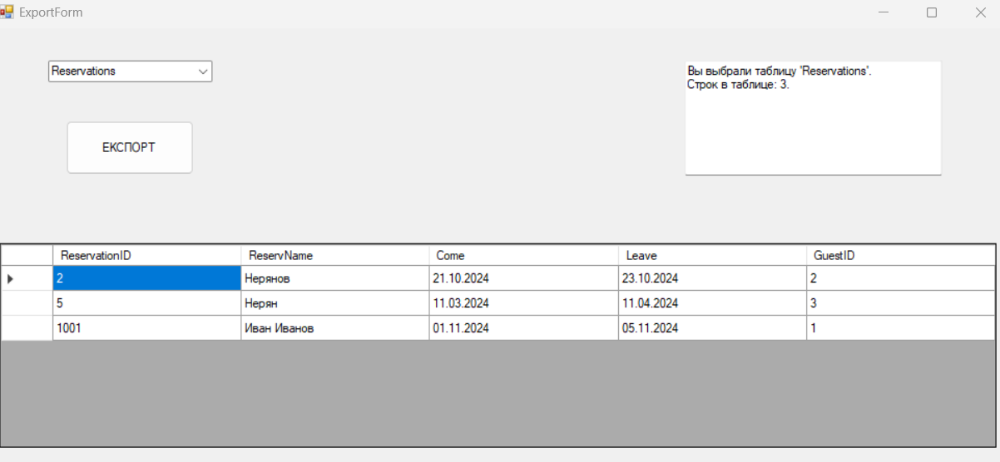 ExportForm
Reservations
Вы выбрали таблицу 'Reservations'.
Строк в таблице: 3.
ЕКСПОРТ
ReservationID ReservName Come Leave GuestID
2 Нерянов 21.10.2024 23.10.2024 2
5 Нерян 11.03.2024 11.04.2024 3
1001 Иван Иванов 01.11.2024 05.11.2024 1